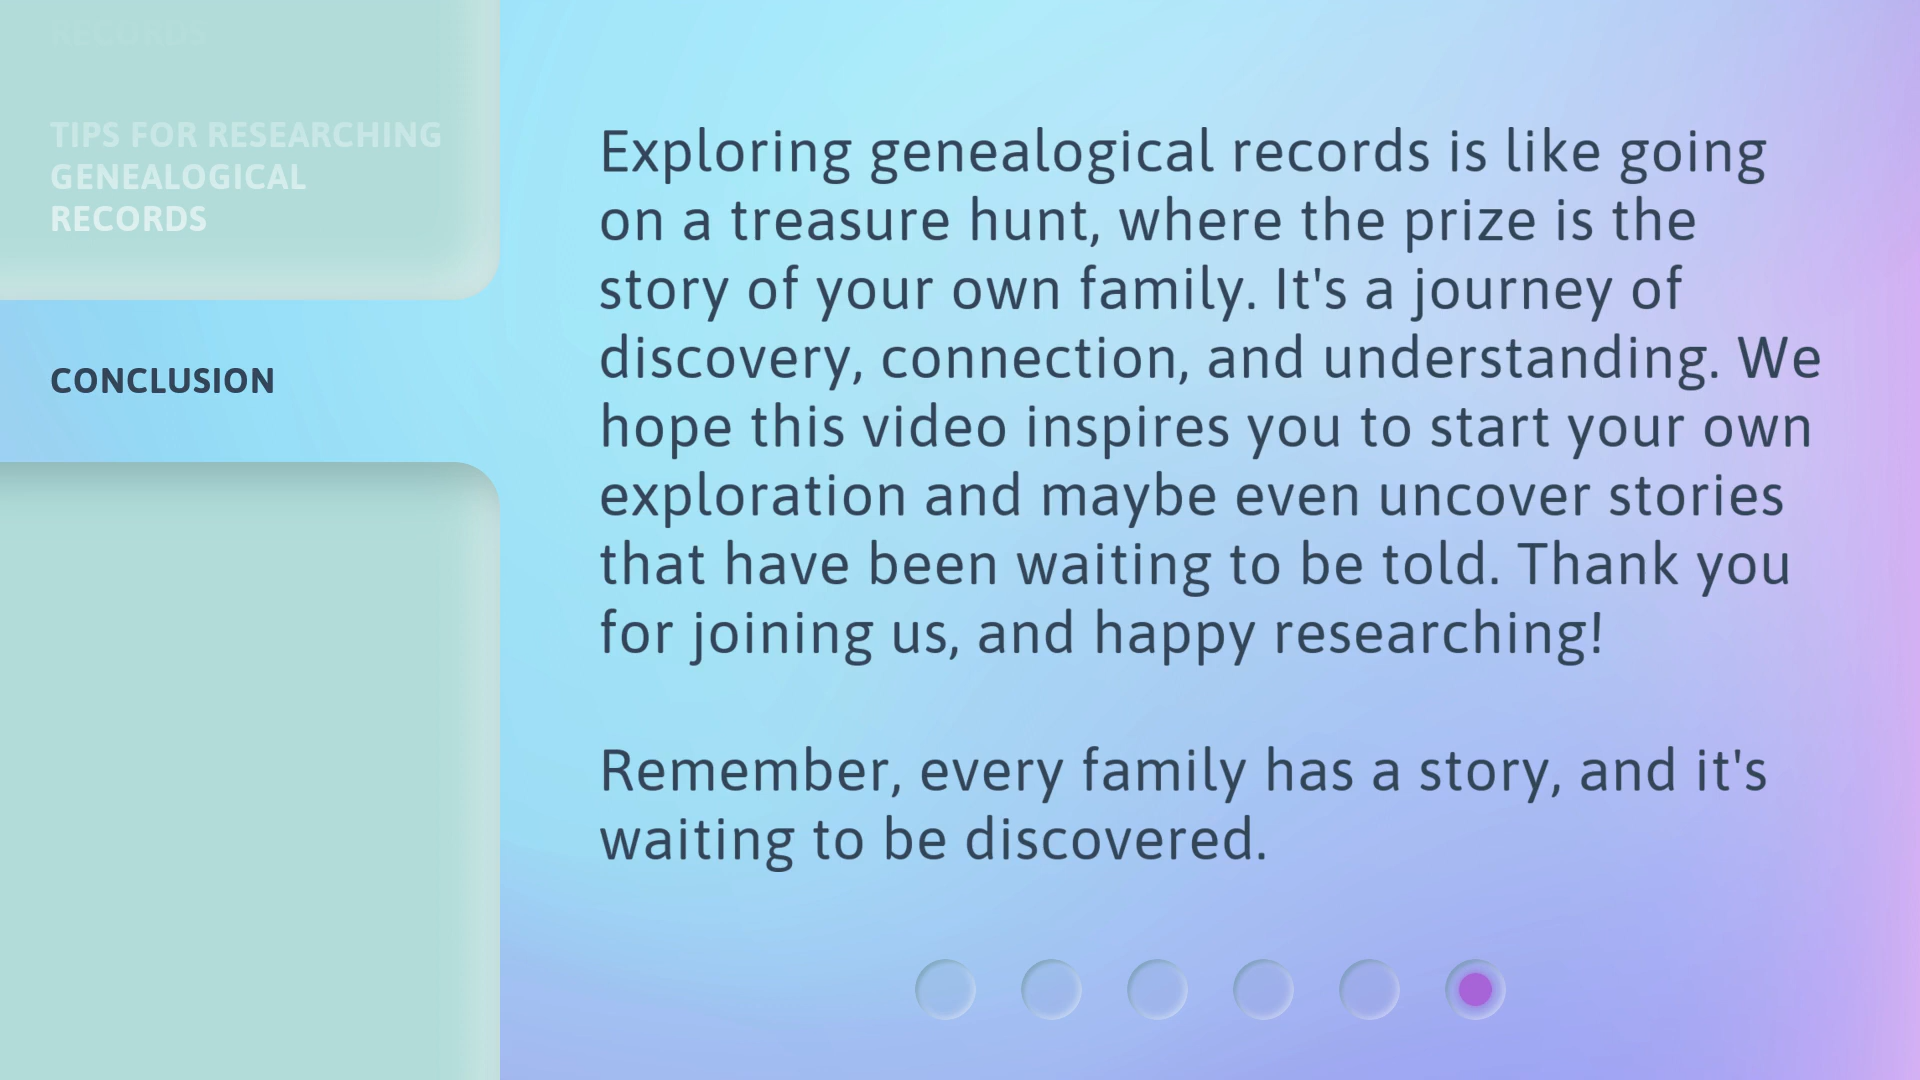 RECORDS
TIPS FOR RESEARCHING
GENEALOGICAL
RECORDS
CONCLUSION
Exploring genealogical records is like going
on a treasure hunt, where the prize is the
story of your own family. It's a journey of
discovery, connection, and understanding. We
hope this video inspires you to start your own
exploration and maybe even uncover stories
that have been waiting to be told. Thank you
for joining us, and happy researching!
Remember, every family has a story, and it's
waiting to be discovered.